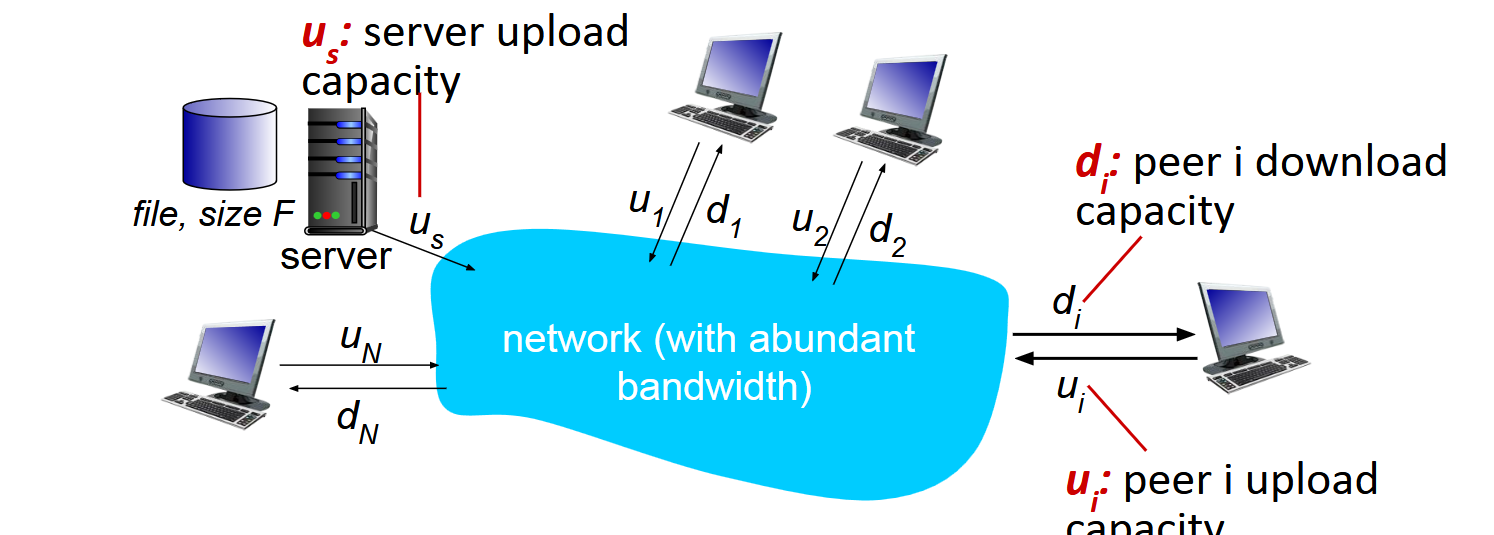 u_s: server upload
capacity
file, size F
server
u_s
u_1
d_1
u_2
d_2
d_i: peer i download
capacity
d_i
u_i
network (with abundant
bandwidth)
u_N
d_N
u_i: peer i upload
capacity